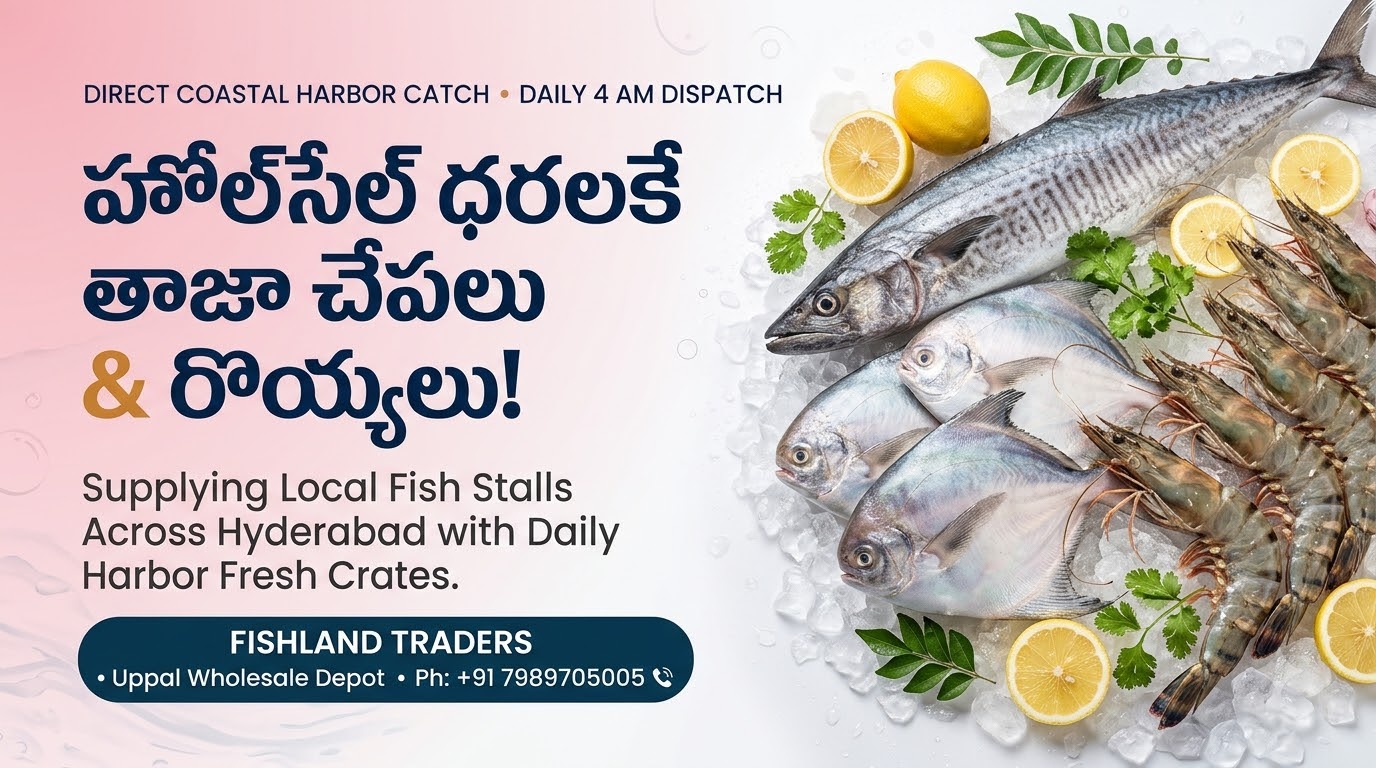 DIRECT COASTAL HARBOR CATCH • DAILY 4 AM DISPATCH
హోల్‌సేల్ ధరలకే
తాజా చేపలు
& రొయ్యలు!
Supplying Local Fish Stalls
Across Hyderabad with Daily
Harbor Fresh Crates.
FISHLAND TRADERS
• Uppal Wholesale Depot • Ph: +91 7989705005